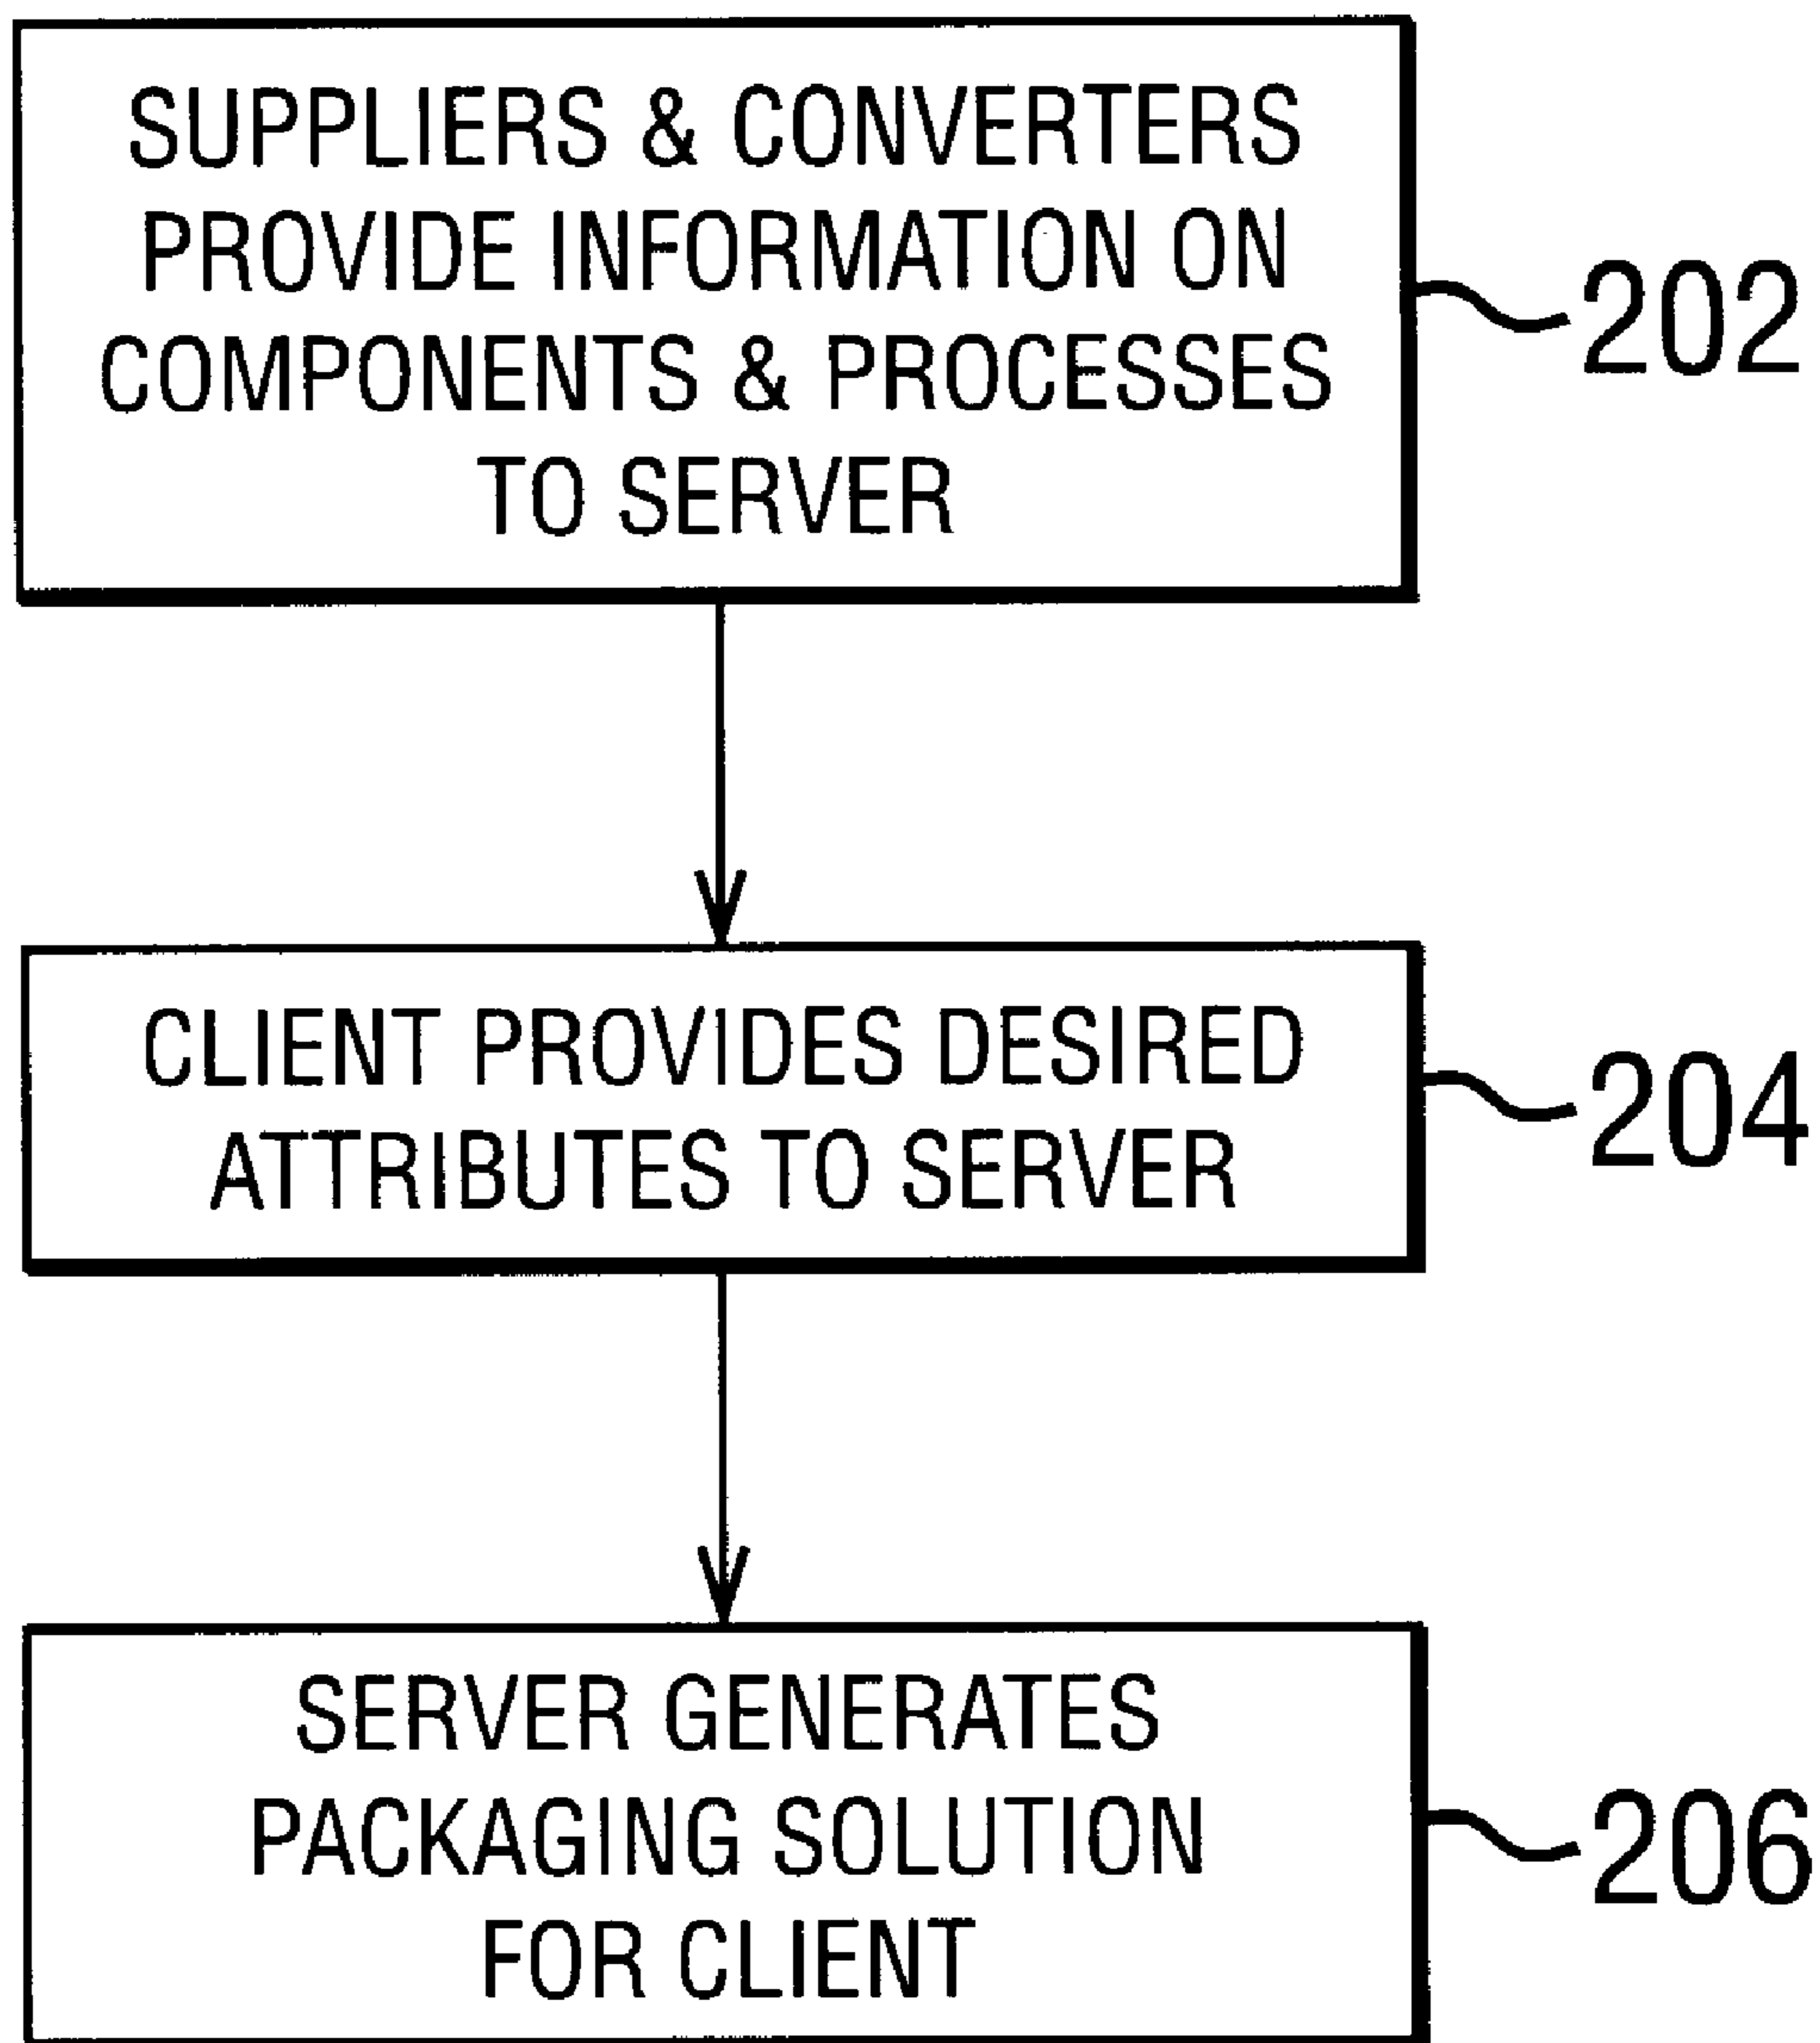 SUPPLIERS & CONVERTERS
PROVIDE INFORMATION ON
COMPONENTS & PROCESSES
TO SERVER
202
CLIENT PROVIDES DESIRED
ATTRIBUTES TO SERVER
204
SERVER GENERATES
PACKAGING SOLUTION
FOR CLIENT
206